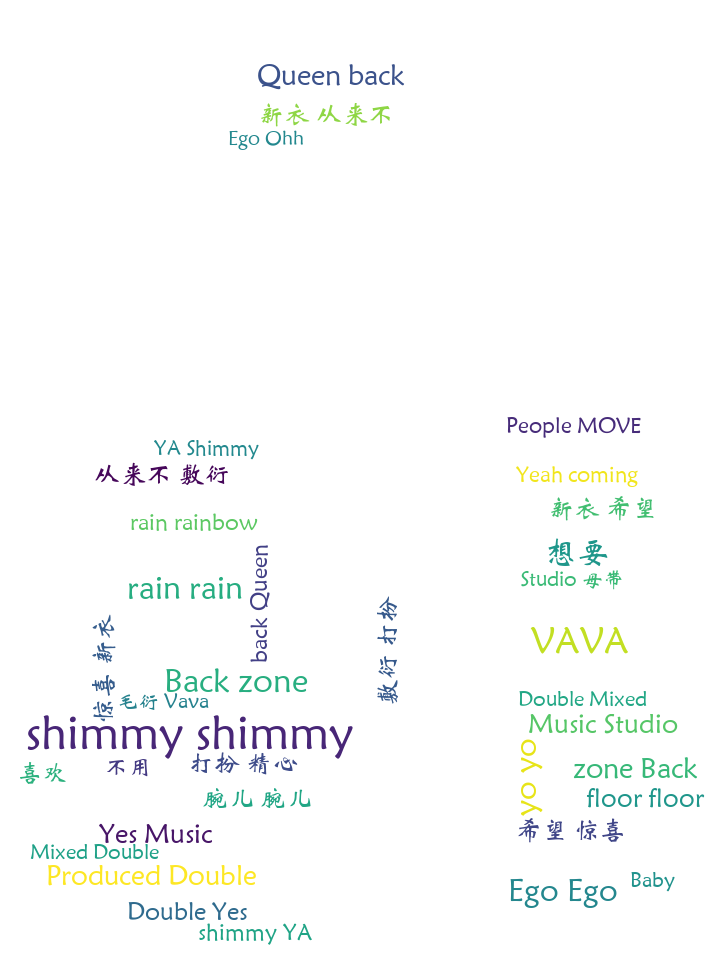 Queen back
新衣 从来不
Ego Ohh
People MOVE
YA Shimmy
从来不 敷衍
Yeah coming
新衣 希望
rain rainbow
想要
Studio 母带
rain rain
back Queen
惊喜 新衣
敷衍 打扮
VAVA
Back zone
毛衍 Vava
Double Mixed
Music Studio
shimmy shimmy
喜欢
不用
打扮 精心
yo yo
zone Back
腕儿 腕儿
floor floor
Yes Music
希望 惊喜
Mixed Double
Produced Double
Ego Ego
Baby
Double Yes
shimmy YA